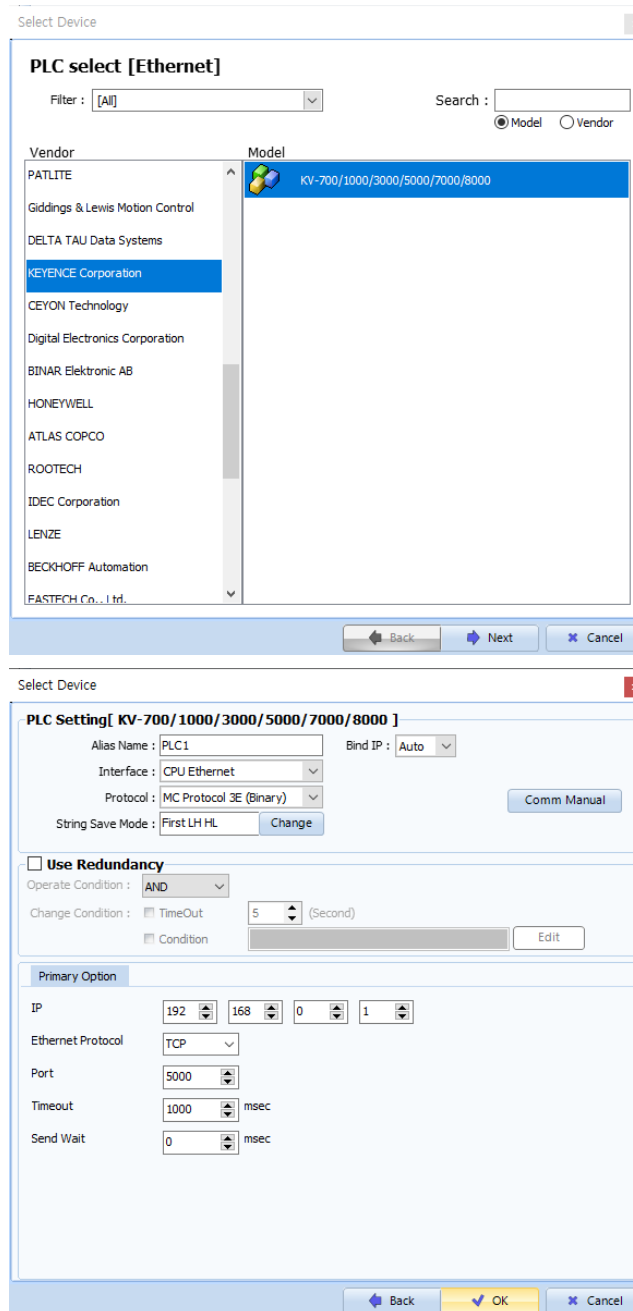 Select Device
PLC select [Ethernet]
Filter : [All]
Search :
Model Vendor
Vendor Model
PATLITE
KV-700/1000/3000/5000/7000/8000
Giddings & Lewis Motion Control
DELTA TAU Data Systems
KEYENCE Corporation
CEYON Technology
Digital Electronics Corporation
BINAR Elektronic AB
HONEYWELL
ATLAS COPCO
ROOTECH
IDEC Corporation
LENZE
BECKHOFF Automation
EASTECH Co., Ltd.
Back Next Cancel
Select Device
PLC Setting[ KV-700/1000/3000/5000/7000/8000 ]
Alias Name : PLC1 Bind IP : Auto
Interface : CPU Ethernet
Protocol : MC Protocol 3E (Binary) Comm Manual
String Save Mode : First LH HL Change
Use Redundancy
Operate Condition : AND
Change Condition : TimeOut 5 (Second)
Condition Edit
Primary Option
IP 192 168 0 1
Ethernet Protocol TCP
Port 5000
Timeout 1000 msec
Send Wait 0 msec
Back OK Cancel